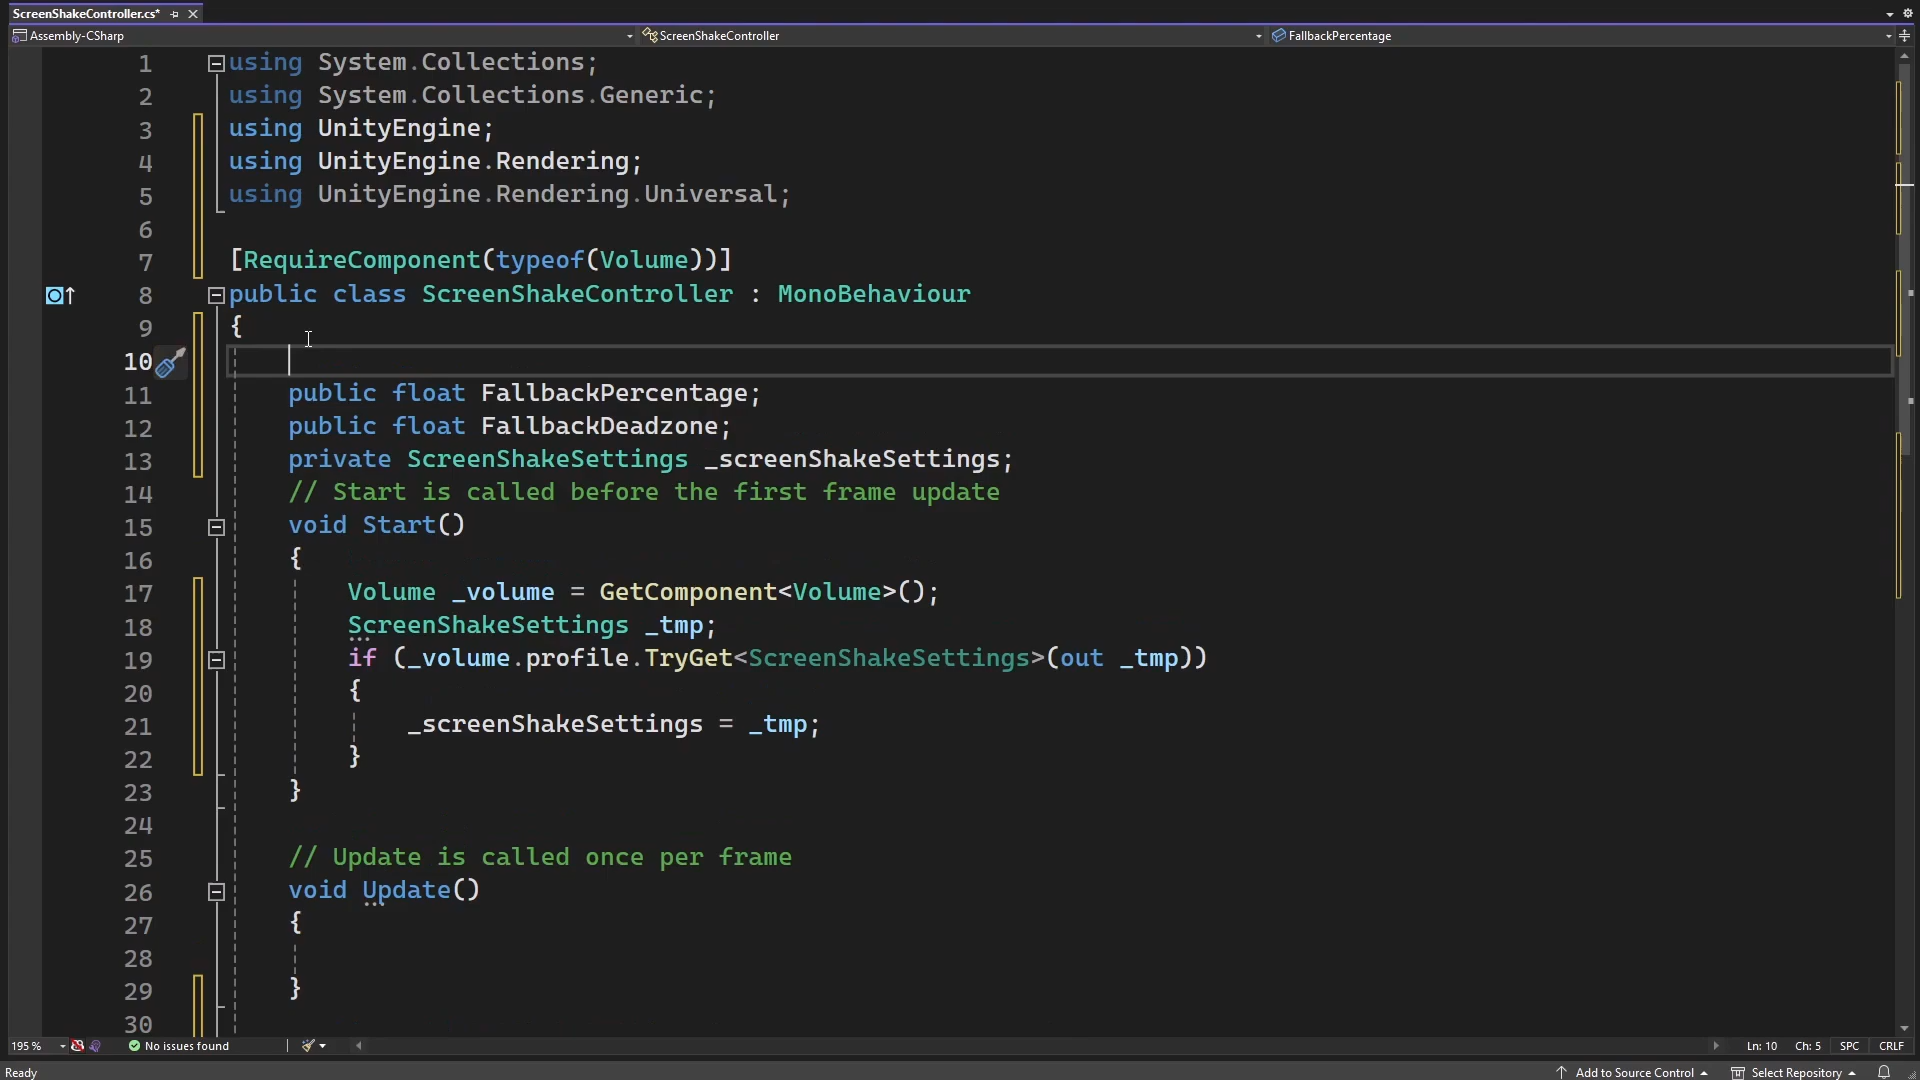 ScreenShakeController.cs*
Assembly-CSharp ScreenShakeController FallbackPercentage
1 using System.Collections;
2 using System.Collections.Generic;
3 using UnityEngine;
4 using UnityEngine.Rendering;
5 using UnityEngine.Rendering.Universal;
6
7 [RequireComponent(typeof(Volume))]
8 public class ScreenShakeController : MonoBehaviour
9 {
10
11 public float FallbackPercentage;
12 public float FallbackDeadzone;
13 private ScreenShakeSettings _screenShakeSettings;
14 // Start is called before the first frame update
15 void Start()
16 {
17 Volume _volume = GetComponent<Volume>();
18 ScreenShakeSettings _tmp;
19 if (_volume.profile.TryGet<ScreenShakeSettings>(out _tmp))
20 {
21 _screenShakeSettings = _tmp;
22 }
23 }
24
25 // Update is called once per frame
26 void Update()
27 {
28
29 }
30
195 % No issues found Ln: 10 Ch: 5 SPC CRLF
Ready Add to Source Control Select Repository